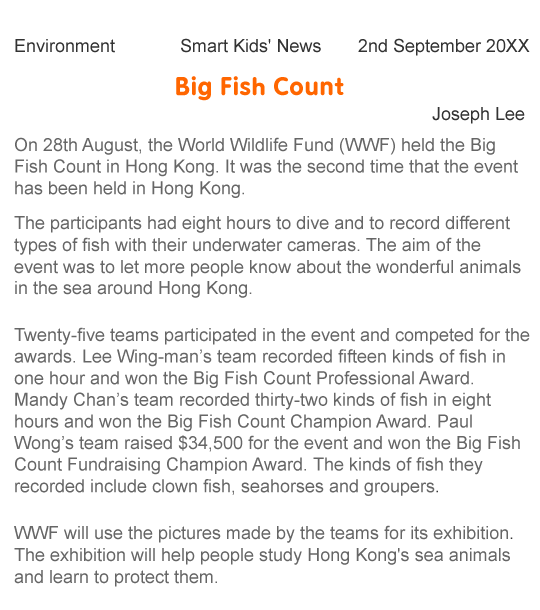 Environment Smart Kids' News 2nd September 20XX
Big Fish Count
Joseph Lee
On 28th August, the World Wildlife Fund (WWF) held the Big
Fish Count in Hong Kong. It was the second time that the event
has been held in Hong Kong.
The participants had eight hours to dive and to record different
types of fish with their underwater cameras. The aim of the
event was to let more people know about the wonderful animals
in the sea around Hong Kong.
Twenty-five teams participated in the event and competed for the
awards. Lee Wing-man’s team recorded fifteen kinds of fish in
one hour and won the Big Fish Count Professional Award.
Mandy Chan’s team recorded thirty-two kinds of fish in eight
hours and won the Big Fish Count Champion Award. Paul
Wong’s team raised $34,500 for the event and won the Big Fish
Count Fundraising Champion Award. The kinds of fish they
recorded include clown fish, seahorses and groupers.
WWF will use the pictures made by the teams for its exhibition.
The exhibition will help people study Hong Kong's sea animals
and learn to protect them.